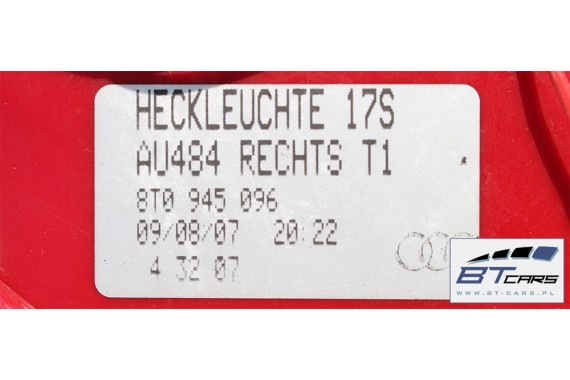 HECKLEUCHTE 17S
AU484 RECHTS T1
8T0 945 096
09/08/07 20:22
4 32 07
BT CARS
WWW.BT-CARS.PL